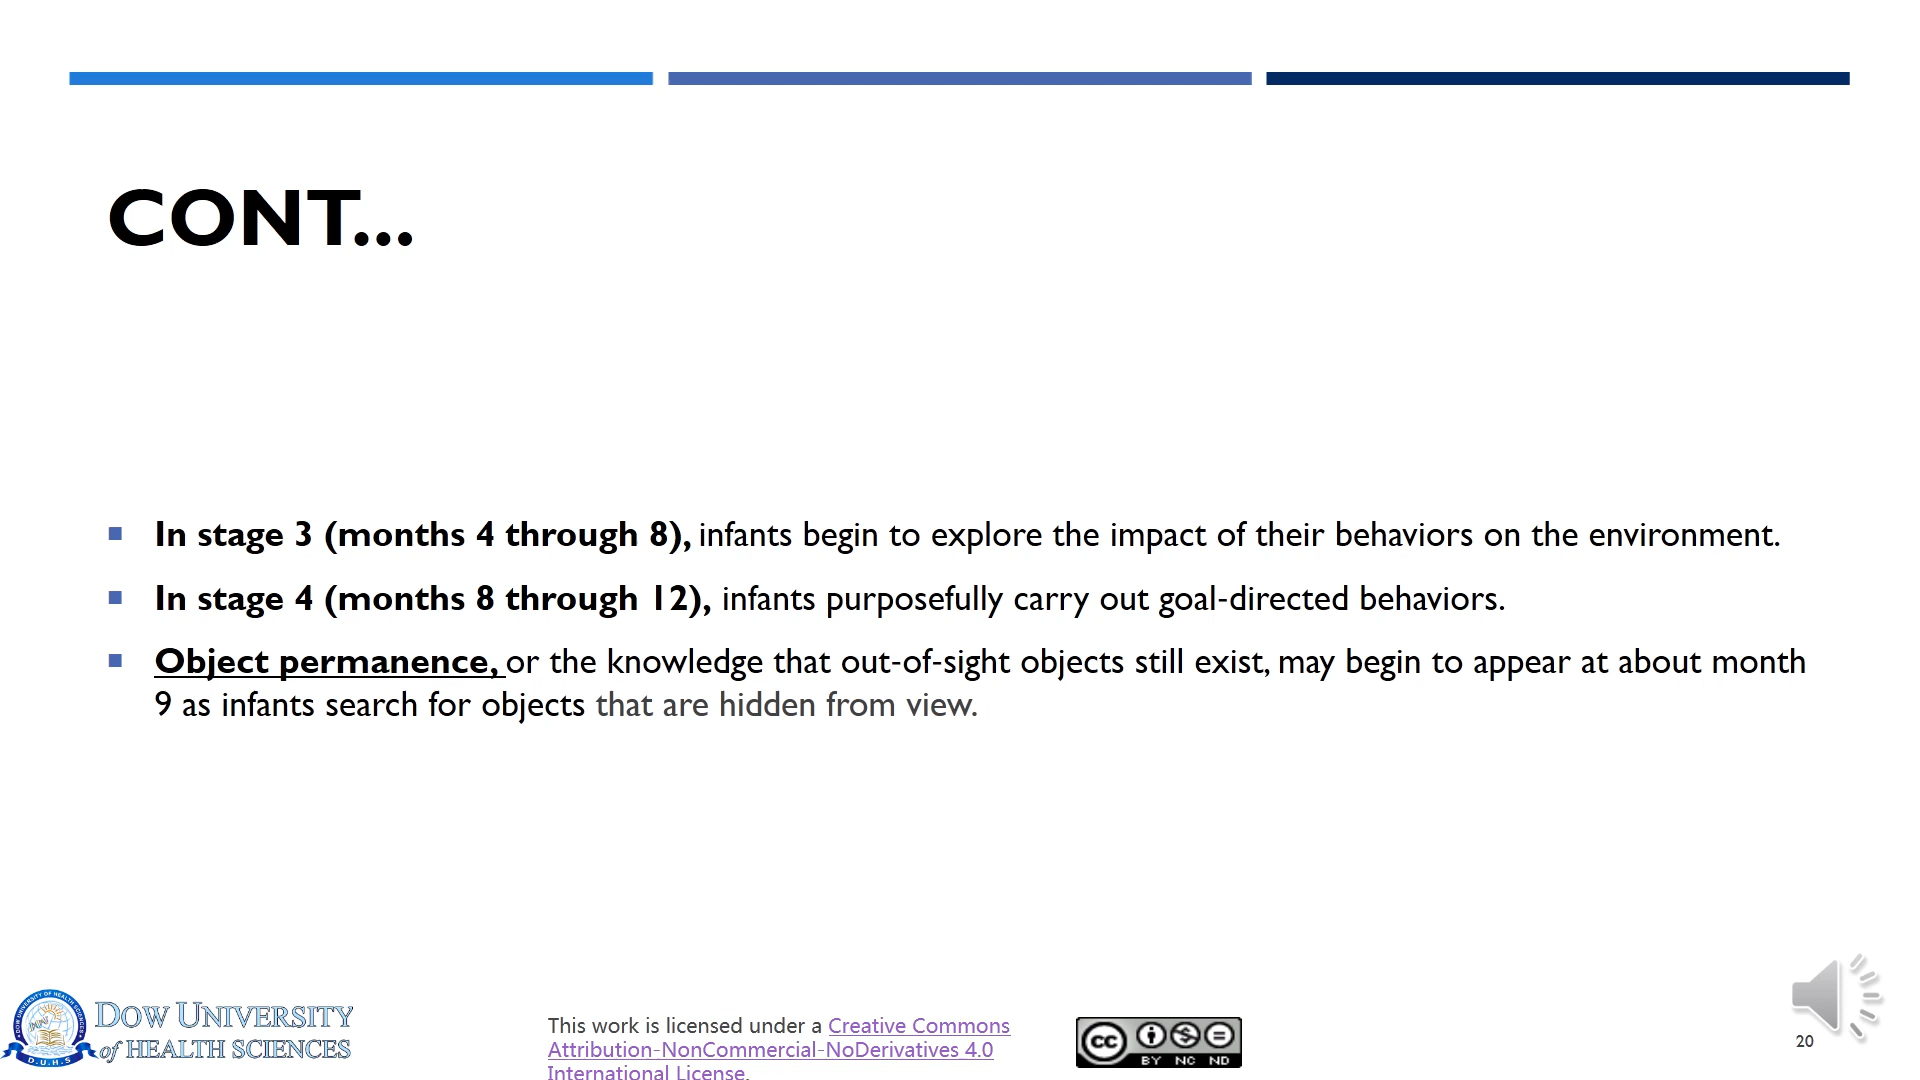 CONT...
In stage 3 (months 4 through 8), infants begin to explore the impact of their behaviors on the environment.
In stage 4 (months 8 through 12), infants purposefully carry out goal-directed behaviors.
Object permanence, or the knowledge that out-of-sight objects still exist, may begin to appear at about month
9 as infants search for objects that are hidden from view.
DOW UNIVERSITY
of HEALTH SCIENCES
D.U.H.S
This work is licensed under a Creative Commons
Attribution-NonCommercial-NoDerivatives 4.0
International License.
CC
BY NC ND
20